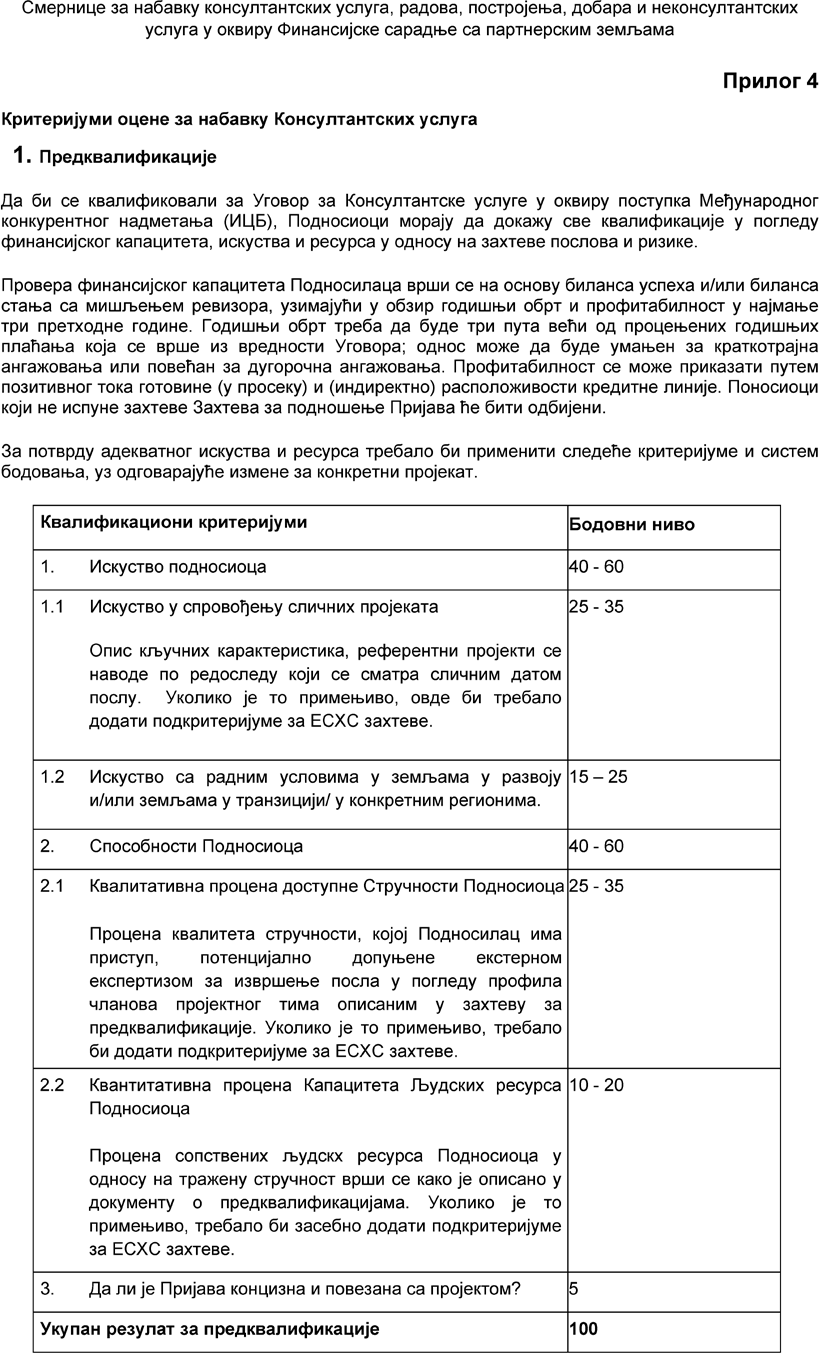 Смернице за набавку консултантских услуга, радова, постројења, добара и неконсултантских
услуга у оквиру Финансијске сарадње са партнерским земљама
Прилог 4
Критеријуми оцене за набавку Консултантских услуга
1. Предквалификације
Да би се квалификовали за Уговор за Консултантске услуге у оквиру поступка Међународног
конкурентног надметања (ИЦБ), Подносиоци морају да докажу све квалификације у погледу
финансијског капацитета, искуства и ресурса у односу на захтеве послова и ризике.
Провера финансијског капацитета Подносилаца врши се на основу биланса успеха и/или биланса
стања са мишљењем ревизора, узимајући у обзир годишњи обрт и профитабилност у најмање
три претходне године. Годишњи обрт треба да буде три пута већи од процењених годишњих
плаћања која се врше из вредности Уговора; однос може да буде умањен за краткотрајна
ангажовања или повећан за дугорочна ангажовања. Профитабилност се може приказати путем
позитивног тока готовине (у просеку) и (индиректно) расположивости кредитне линије. Поносиоци
који не испуне захтеве Захтева за подношење Пријава ће бити одбијени.
За потврду адекватног искуства и ресурса требало би применити следеће критеријуме и систем
бодовања, уз одговарајуће измене за конкретни пројекат.
Квалификациони критеријуми Бодовни ниво
1. Искуство подносиоца 40 - 60
1.1 Искуство у спровођењу сличних пројеката 25 - 35
Опис кључних карактеристика, референтни пројекти се
наводе по редоследу који се сматра сличним датом
послу. Уколико је то примењиво, овде би требало
додати подкритеријуме за ЕСХС захтеве.
1.2 Искуство са радним условима у земљама у развоју 15 – 25
и/или земљама у транзицији/ у конкретним регионима.
2. Способности Подносиоца 40 - 60
2.1 Квалитативна процена доступне Стручности Подносиоца 25 - 35
Процена квалитета стручности, којој Подносилац има
приступ, потенцијално допуњене екстерном
експертизом за извршење посла у погледу профила
чланова пројектног тима описаним у захтеву за
предквалификације. Уколико је то примењиво, требало
би додати подкритеријуме за ЕСХС захтеве.
2.2 Квантитативна процена Капацитета Људских ресурса 10 - 20
Подносиоца
Процена сопствених људскх ресурса Подносиоца у
односу на тражену стручност врши се како је описано у
документу о предквалификацијама. Уколико је то
примењиво, требало би засебно додати подкритеријуме
за ЕСХС захтеве.
3. Да ли је Пријава концизна и повезана са пројектом? 5
Укупан резулат за предквалификације 100